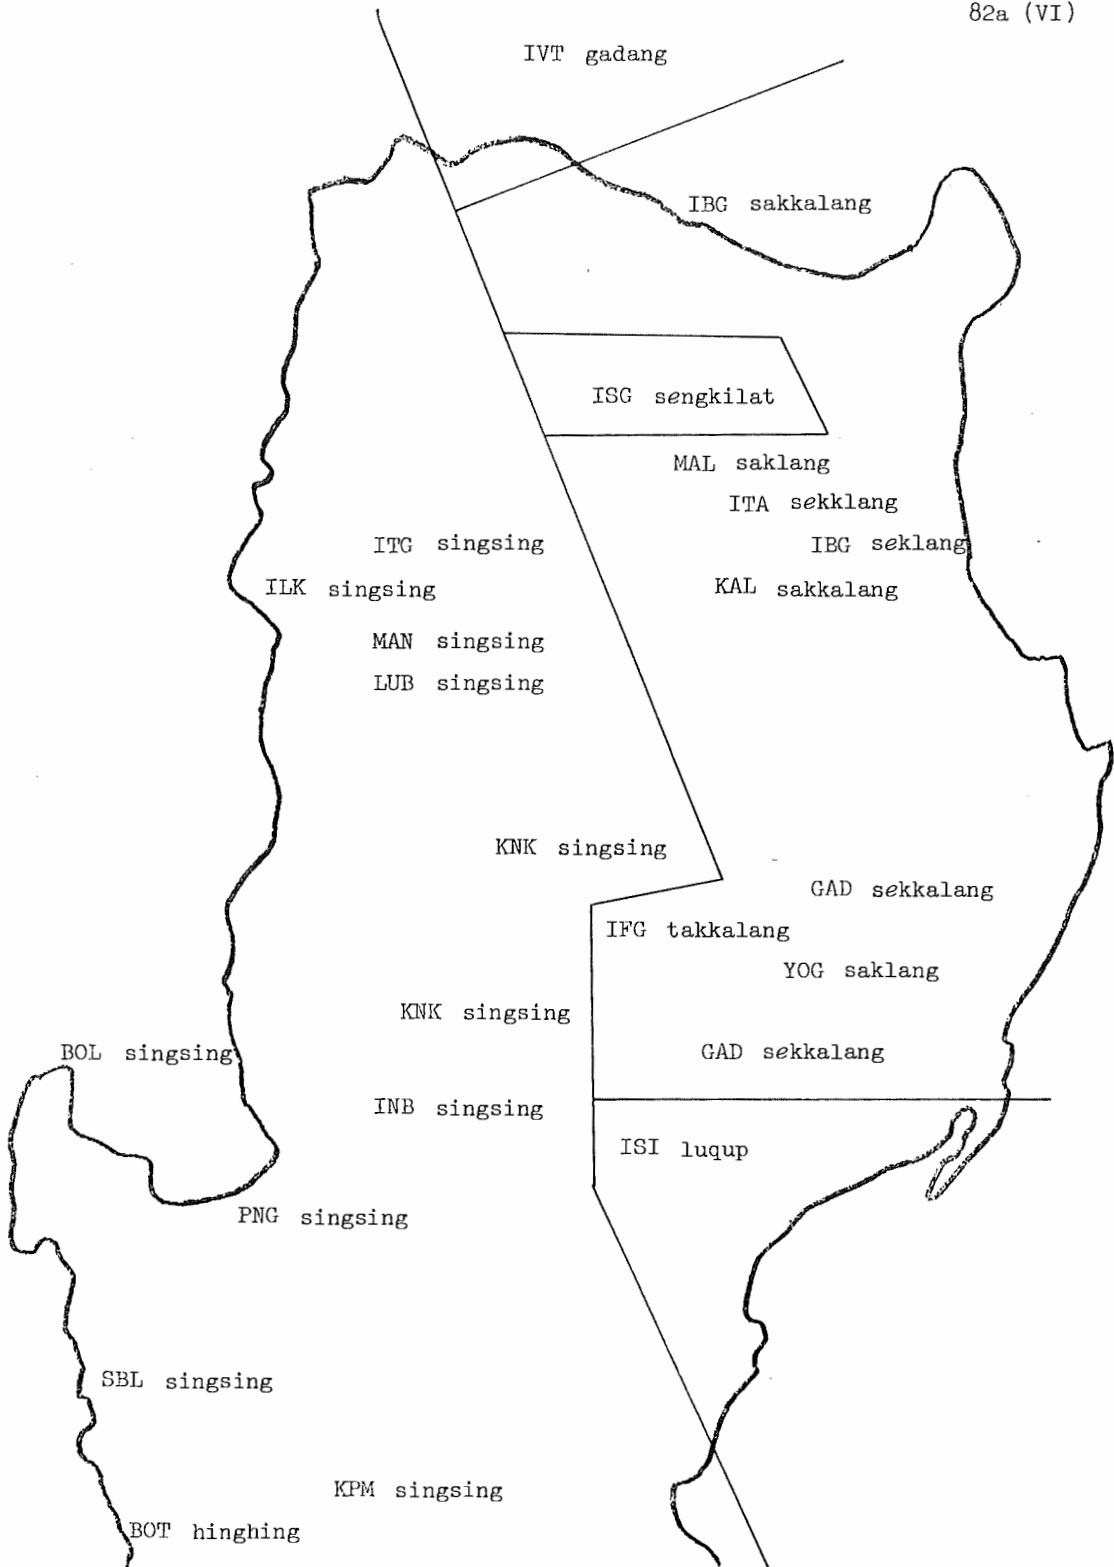 82a (VI)
IVT gadang
IBG sakkalang
ISG sengkilat
MAL saklang
ITA sekklang
ITG singsing
IBG seklang
ILK singsing
KAL sakkalang
MAN singsing
LUB singsing
KNK singsing
GAD sekkalang
IFG takkalang
YOG saklang
KNK singsing
BOL singsing
GAD sekkalang
INB singsing
ISI luqup
PNG singsing
SBL singsing
KPM singsing
BOT hinghing